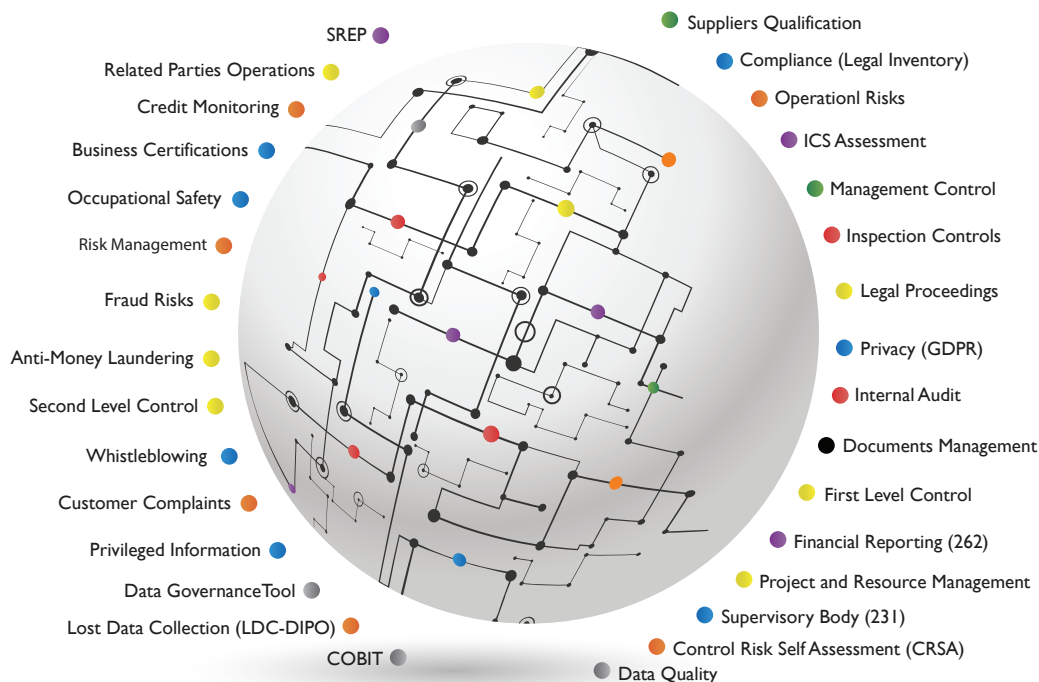 SREP
Related Parties Operations
Credit Monitoring
Business Certifications
Occupational Safety
Risk Management
Fraud Risks
Anti-Money Laundering
Second Level Control
Whistleblowing
Customer Complaints
Privileged Information
Data GovernanceTool
Lost Data Collection (LDC-DIPO)
COBIT
Suppliers Qualification
Compliance (Legal Inventory)
Operationl Risks
ICS Assessment
Management Control
Inspection Controls
Legal Proceedings
Privacy (GDPR)
Internal Audit
Documents Management
First Level Control
Financial Reporting (262)
Project and Resource Management
Supervisory Body (231)
Control Risk Self Assessment (CRSA)
Data Quality